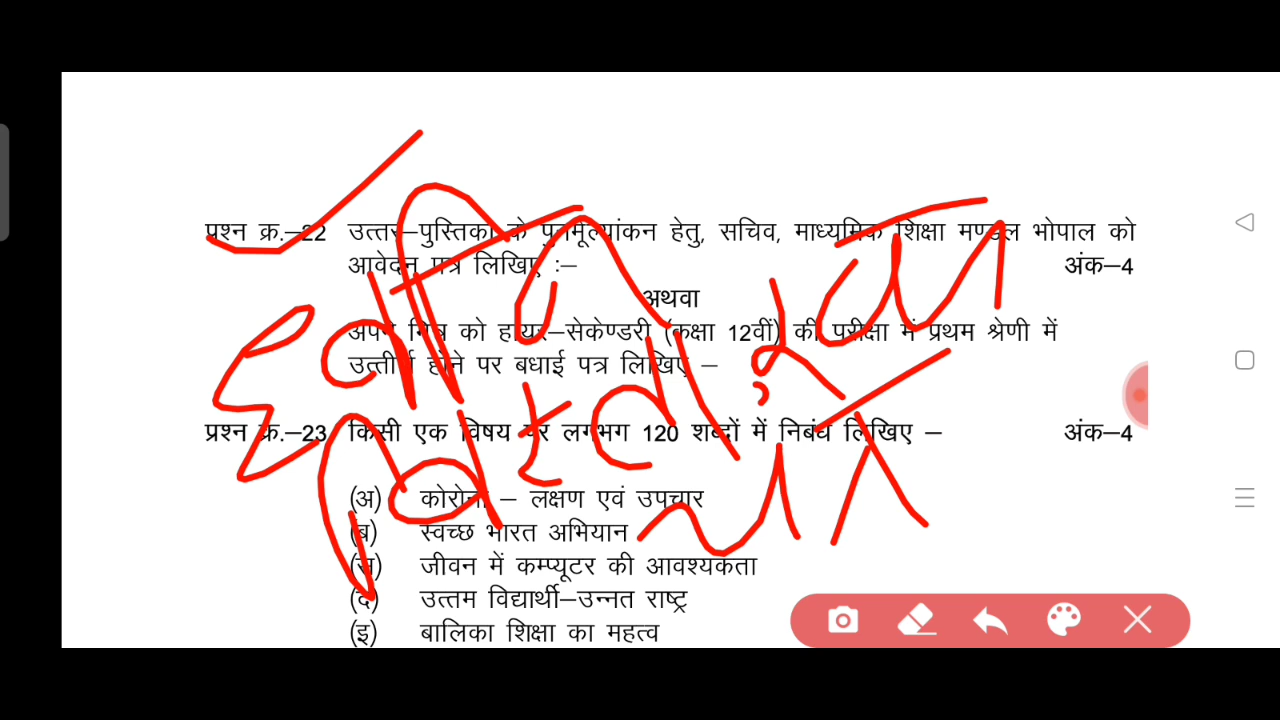 प्रश्न क्र.–22 उत्तर–पुस्तिका के पुनर्मूल्यांकन हेतु, सचिव, माध्यमिक शिक्षा मण्डल भोपाल को
आवेदन पत्र लिखिए :– अंक–4
अथवा
अपने मित्र को हायर–सेकेण्डरी (कक्षा 12वीं) की परीक्षा में प्रथम श्रेणी में
उत्तीर्ण होने पर बधाई पत्र लिखिए –
प्रश्न क्र.–23 किसी एक विषय पर लगभग 120 शब्दों में निबंध लिखिए – अंक–4
(अ) कोरोना – लक्षण एवं उपचार
(ब) स्वच्छ भारत अभियान
(स) जीवन में कम्प्यूटर की आवश्यकता
(द) उत्तम विद्यार्थी–उन्नत राष्ट्र
(इ) बालिका शिक्षा का महत्व